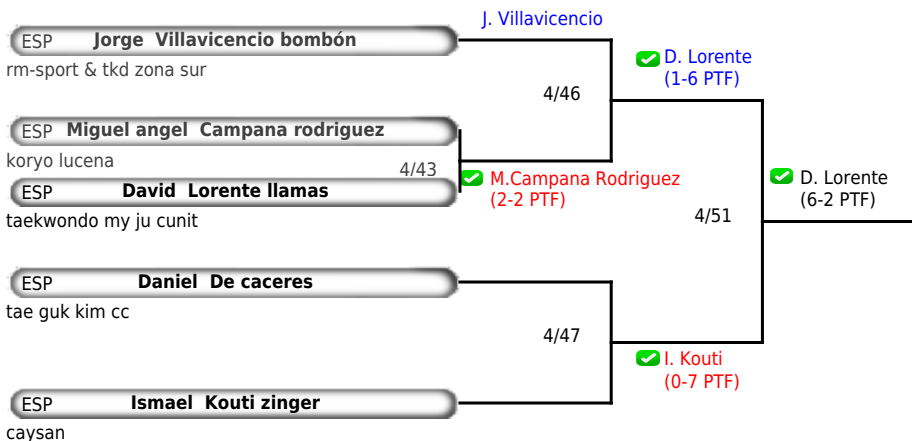 J. Villavicencio
ESP Jorge Villavicencio bombón
rm-sport & tkd zona sur
D. Lorente
(1-6 PTF)
4/46
ESP Miguel angel Campana rodriguez
koryo lucena
4/43
M.Campana Rodriguez
(2-2 PTF)
ESP David Lorente llamas
taekwondo my ju cunit
D. Lorente
(6-2 PTF)
4/51
ESP Daniel De caceres
tae guk kim cc
4/47
I. Kouti
(0-7 PTF)
ESP Ismael Kouti zinger
caysan